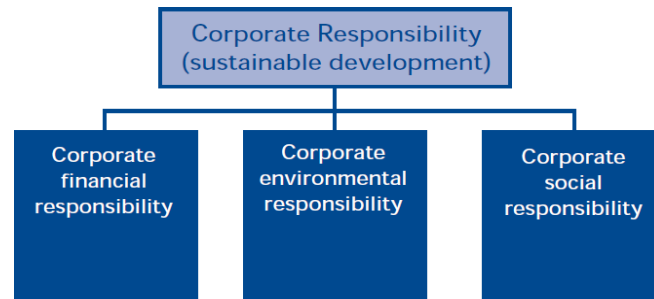 Corporate Responsibility
(sustainable development)
Corporate
financial
responsibility
Corporate
environmental
responsibility
Corporate
social
responsibility